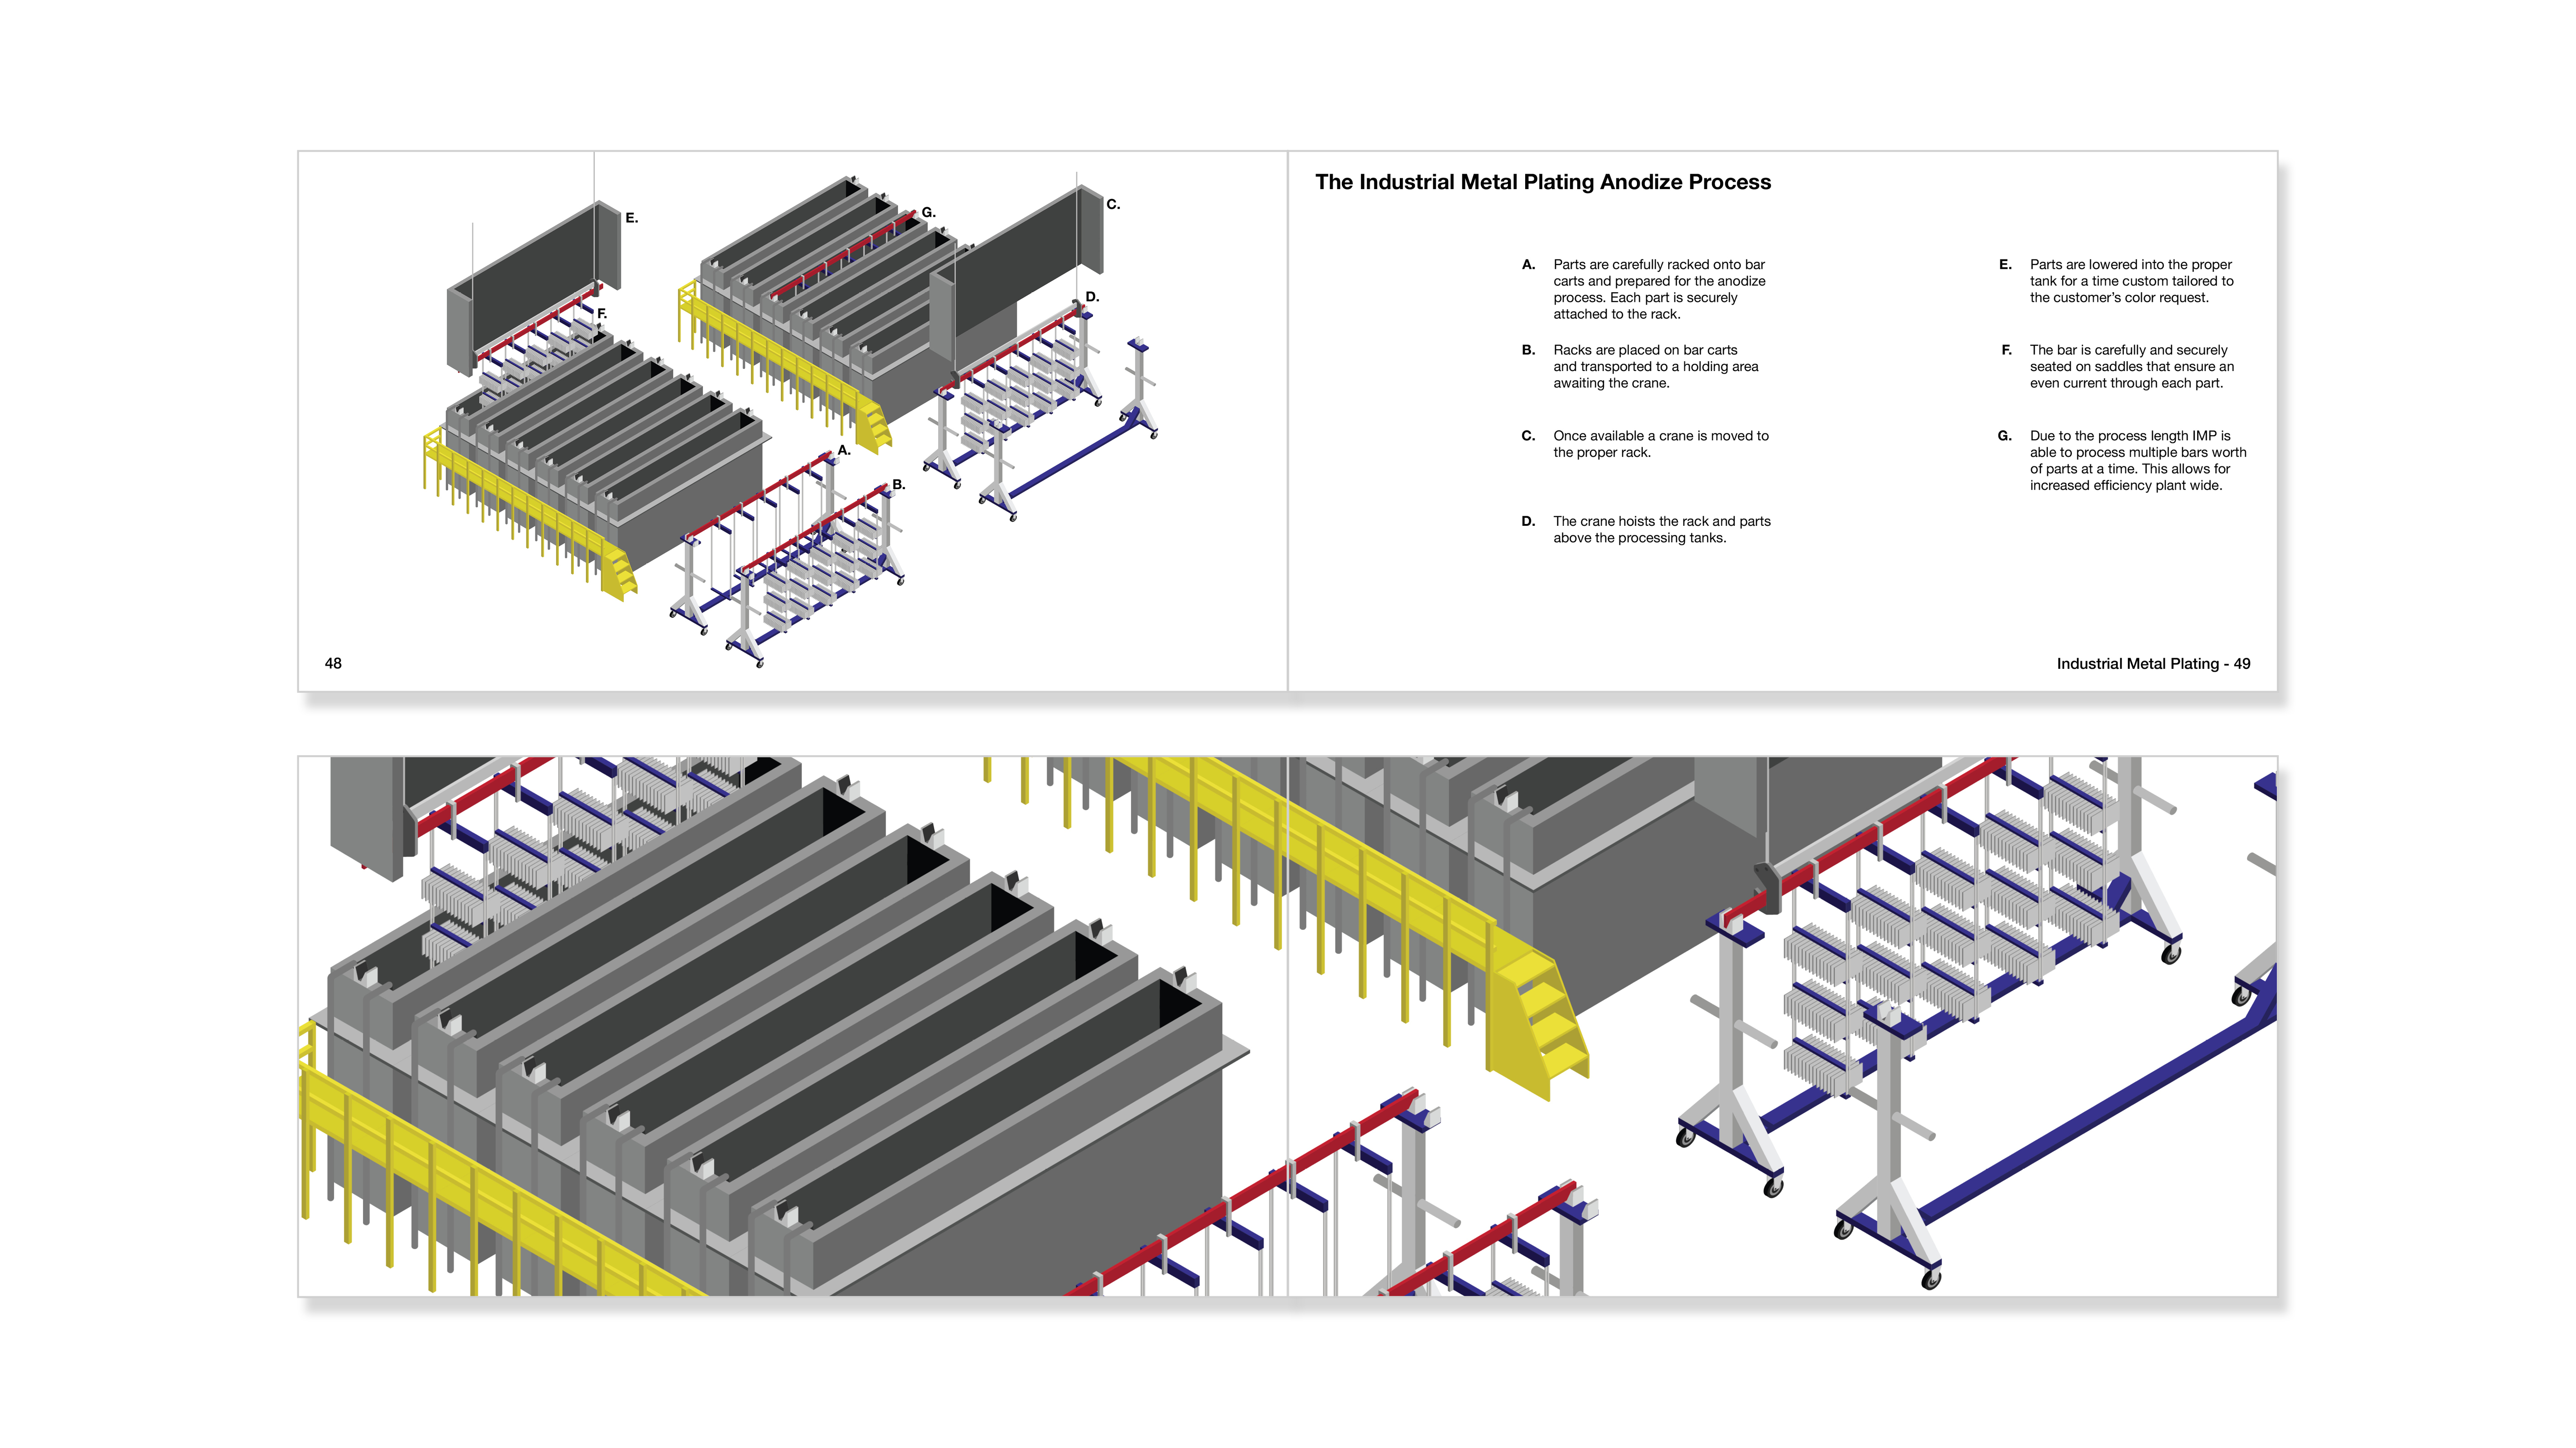 E.
G.
C.
F.
D.
A.
B.
48
The Industrial Metal Plating Anodize Process
A. Parts are carefully racked onto bar
carts and prepared for the anodize
process. Each part is securely
attached to the rack.
B. Racks are placed on bar carts
and transported to a holding area
awaiting the crane.
C. Once available a crane is moved to
the proper rack.
D. The crane hoists the rack and parts
above the processing tanks.
E. Parts are lowered into the proper
tank for a time custom tailored to
the customer’s color request.
F. The bar is carefully and securely
seated on saddles that ensure an
even current through each part.
G. Due to the process length IMP is
able to process multiple bars worth
of parts at a time. This allows for
increased efficiency plant wide.
Industrial Metal Plating - 49